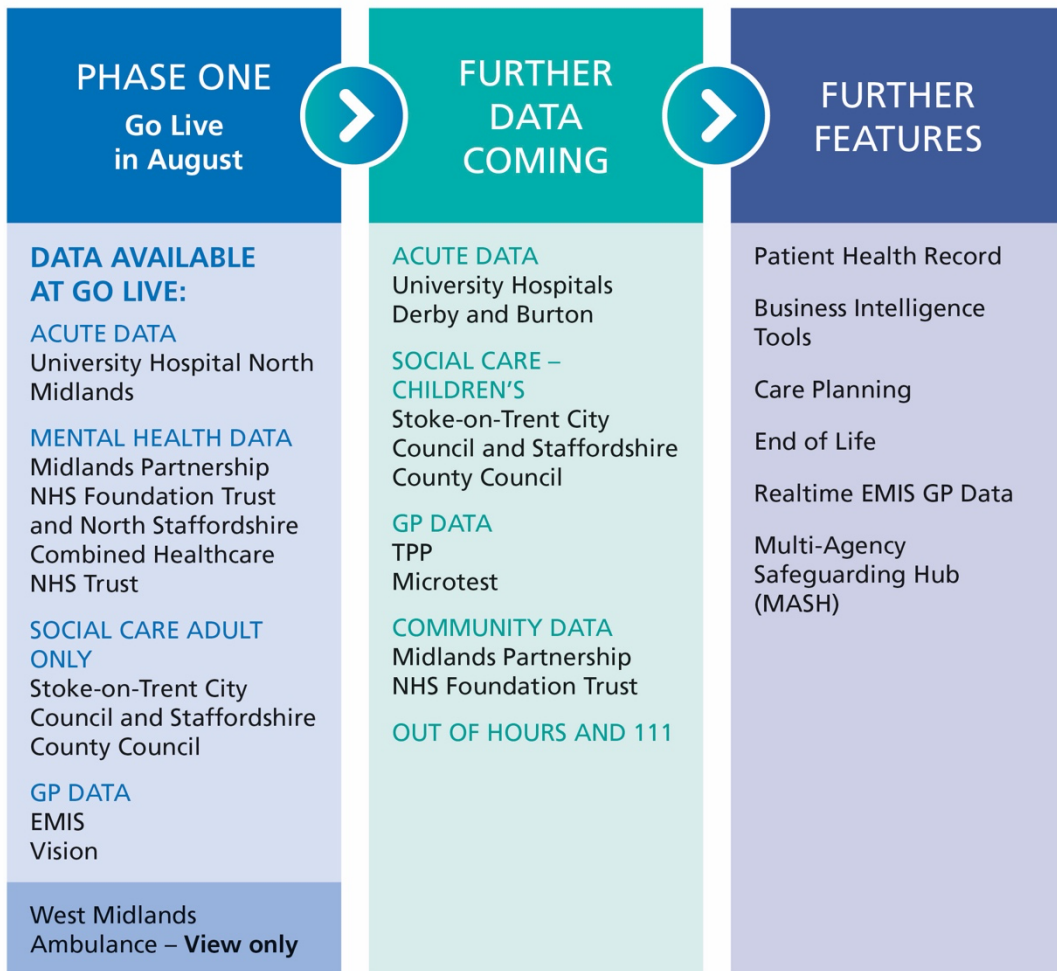 PHASE ONE
Go Live
in August
DATA AVAILABLE
AT GO LIVE:
ACUTE DATA
University Hospital North
Midlands
MENTAL HEALTH DATA
Midlands Partnership
NHS Foundation Trust
and North Staffordshire
Combined Healthcare
NHS Trust
SOCIAL CARE ADULT
ONLY
Stoke-on-Trent City
Council and Staffordshire
County Council
GP DATA
EMIS
Vision
West Midlands
Ambulance – View only
FURTHER
DATA
COMING
ACUTE DATA
University Hospitals
Derby and Burton
SOCIAL CARE –
CHILDREN'S
Stoke-on-Trent City
Council and Staffordshire
County Council
GP DATA
TPP
Microtest
COMMUNITY DATA
Midlands Partnership
NHS Foundation Trust
OUT OF HOURS AND 111
FURTHER
FEATURES
Patient Health Record
Business Intelligence
Tools
Care Planning
End of Life
Realtime EMIS GP Data
Multi-Agency
Safeguarding Hub
(MASH)